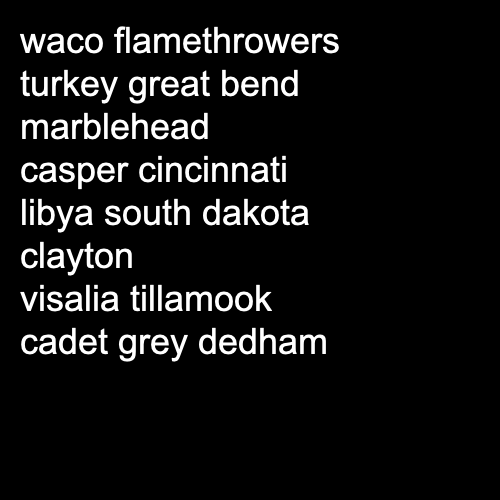 waco flamethrowers
turkey great bend
marblehead
casper cincinnati
libya south dakota
clayton
visalia tillamook
cadet grey dedham